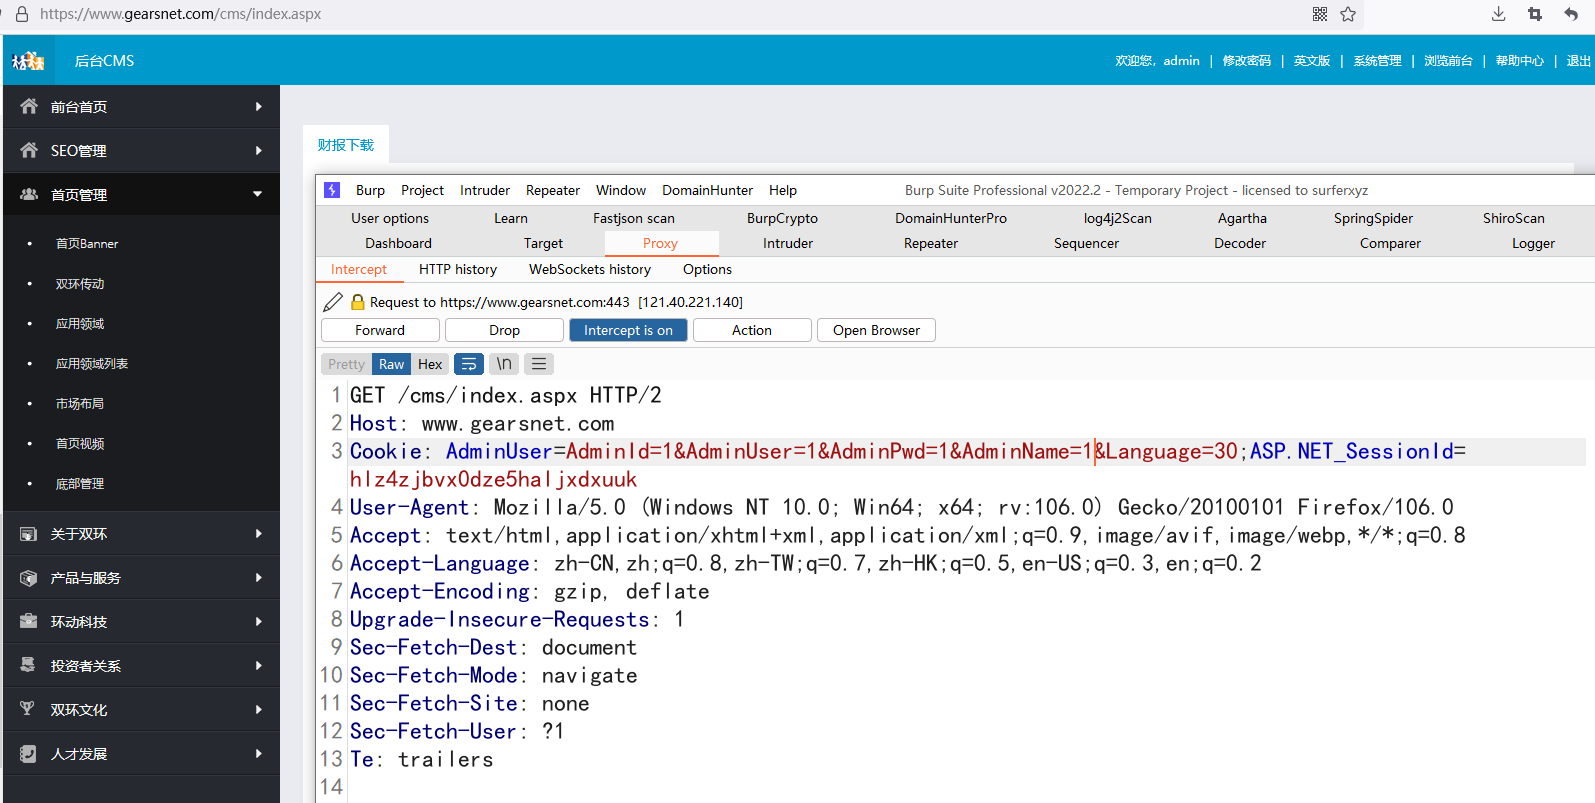 https://www.gearsnet.com/cms/index.aspx
后台CMS
欢迎您，admin | 修改密码 | 英文版 | 系统管理 | 浏览前台 | 帮助中心 | 退出
前台首页
SEO管理
首页管理
首页Banner
双环传动
应用领域
应用领域列表
市场布局
首页视频
底部管理
关于双环
产品与服务
环动科技
投资者关系
双环文化
人才发展
财报下载
Burp Project Intruder Repeater Window DomainHunter Help Burp Suite Professional v2022.2 - Temporary Project - licensed to surferxyz
User options Learn Fastjson scan BurpCrypto DomainHunterPro log4j2Scan Agartha SpringSpider ShiroScan
Dashboard Target Proxy Intruder Repeater Sequencer Decoder Comparer Logger
Intercept HTTP history WebSockets history Options
Request to https://www.gearsnet.com:443 [121.40.221.140]
Forward Drop Intercept is on Action Open Browser
Pretty Raw Hex \n
1 GET /cms/index.aspx HTTP/2
2 Host: www.gearsnet.com
3 Cookie: AdminUser=AdminId=1&AdminUser=1&AdminPwd=1&AdminName=1&Language=30;ASP.NET_SessionId=
hlz4zjbvx0dze5haljxdxuuk
4 User-Agent: Mozilla/5.0 (Windows NT 10.0; Win64; x64; rv:106.0) Gecko/20100101 Firefox/106.0
5 Accept: text/html,application/xhtml+xml,application/xml;q=0.9,image/avif,image/webp,*/*;q=0.8
6 Accept-Language: zh-CN,zh;q=0.8,zh-TW;q=0.7,zh-HK;q=0.5,en-US;q=0.3,en;q=0.2
7 Accept-Encoding: gzip, deflate
8 Upgrade-Insecure-Requests: 1
9 Sec-Fetch-Dest: document
10 Sec-Fetch-Mode: navigate
11 Sec-Fetch-Site: none
12 Sec-Fetch-User: ?1
13 Te: trailers
14